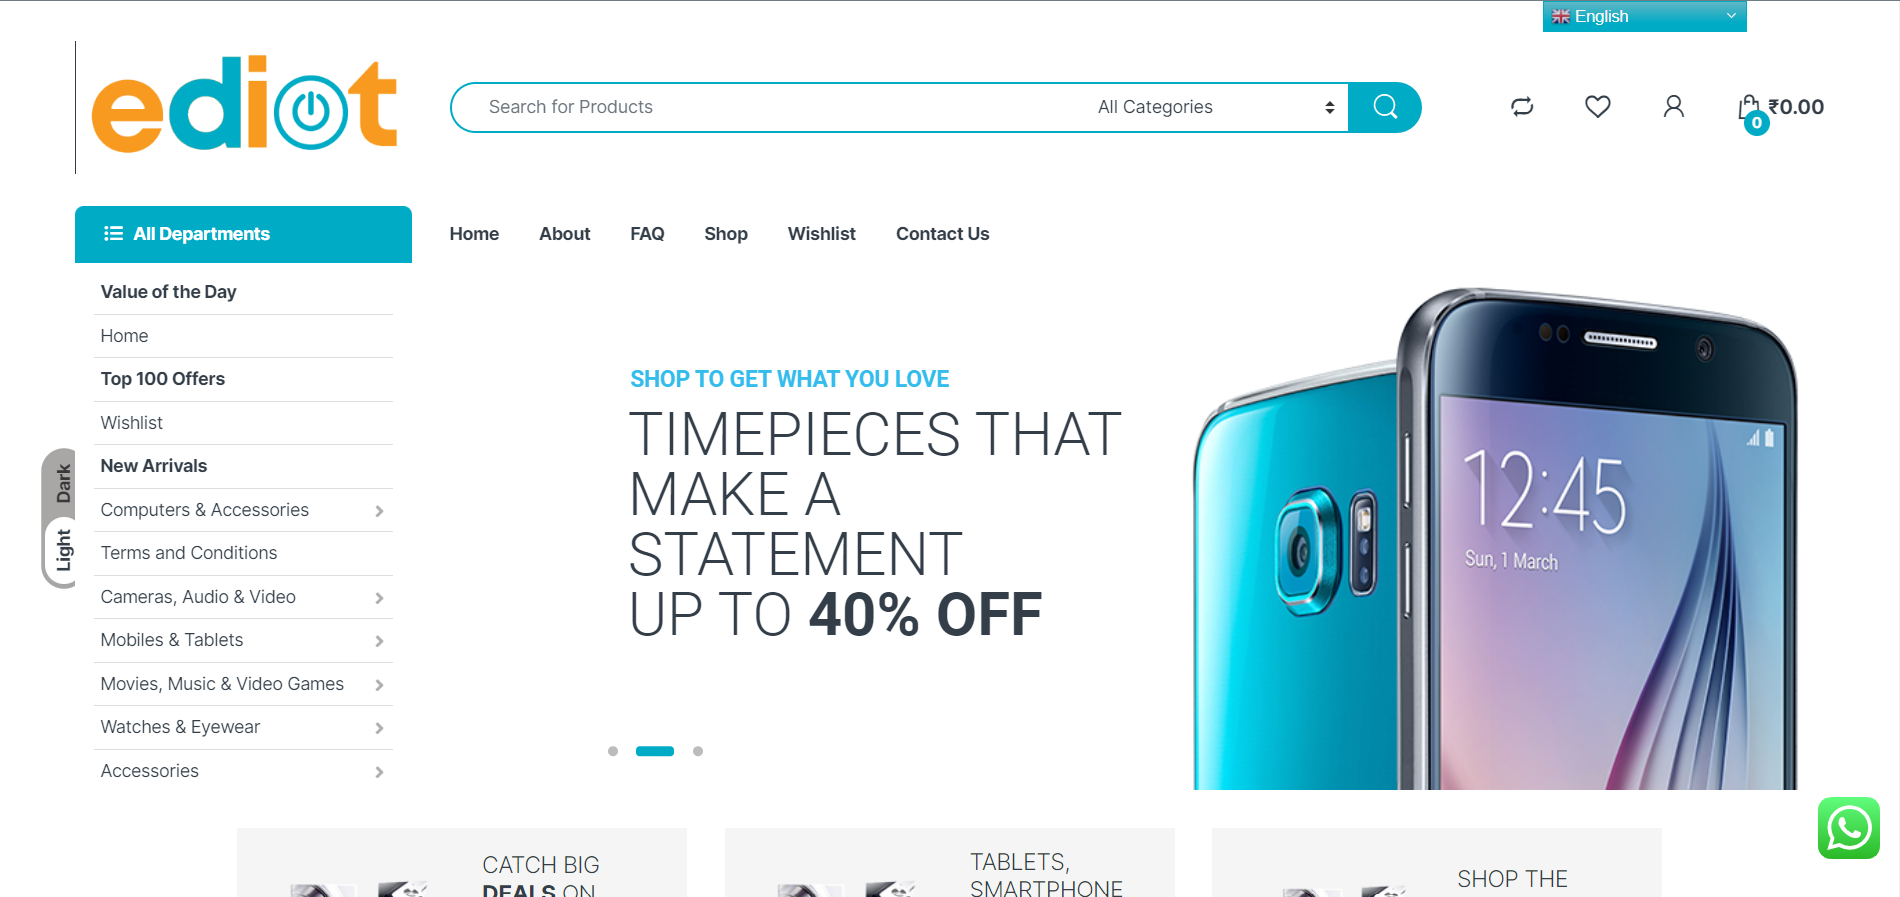 English
ediot
Search for Products
All Categories
0
₹0.00
All Departments
Home
About
FAQ
Shop
Wishlist
Contact Us
Value of the Day
Home
Top 100 Offers
Wishlist
New Arrivals
Computers & Accessories
Terms and Conditions
Cameras, Audio & Video
Mobiles & Tablets
Movies, Music & Video Games
Watches & Eyewear
Accessories
Dark
Light
SHOP TO GET WHAT YOU LOVE
TIMEPIECES THAT
MAKE A
STATEMENT
UP TO 40% OFF
12:45
Sun, 1 March
CATCH BIG
DEALS ON
TABLETS,
SMARTPHONE
SHOP THE